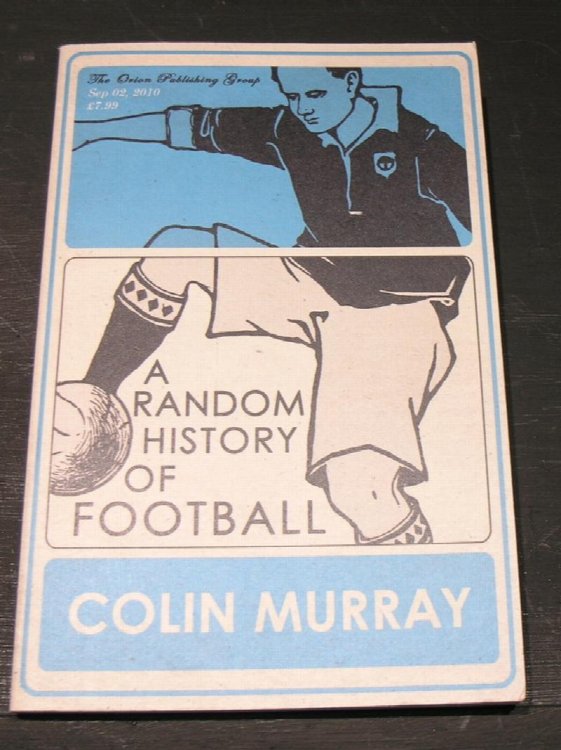 The Orion Publishing Group
Sep 02, 2010
£7.99
A
RANDOM
HISTORY
OF
FOOTBALL
COLIN MURRAY